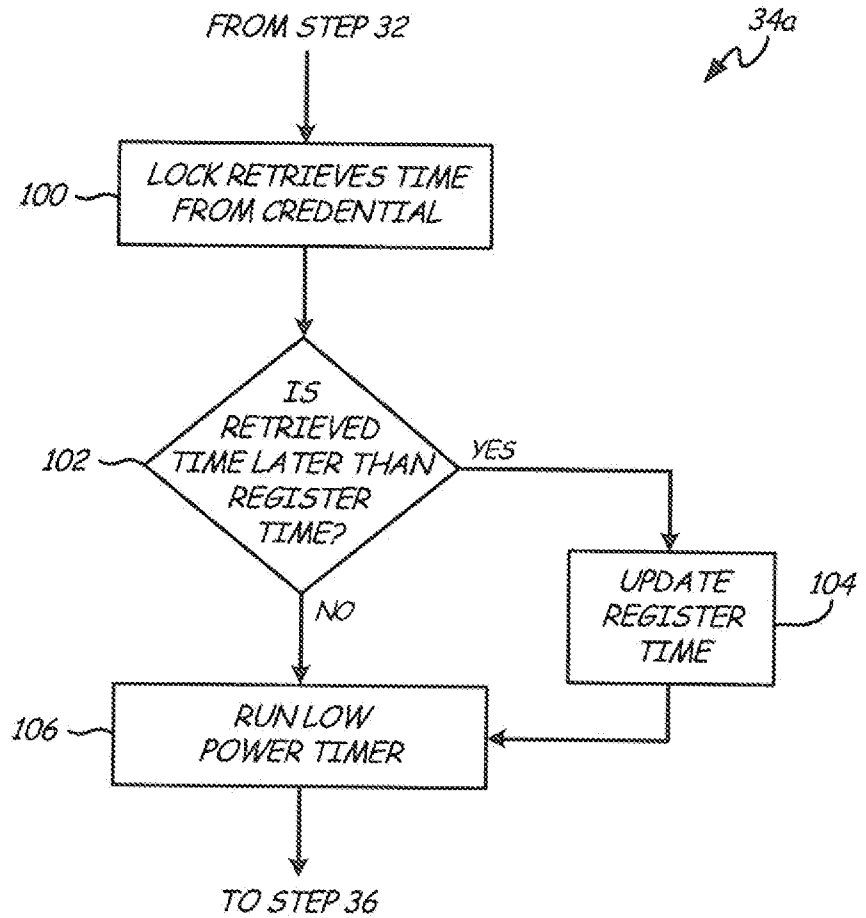 FROM STEP 32
34a
100
LOCK RETRIEVES TIME
FROM CREDENTIAL
IS
RETRIEVED
TIME LATER THAN
REGISTER
TIME?
102
YES
NO
UPDATE
REGISTER
TIME
104
106
RUN LOW
POWER TIMER
TO STEP 36